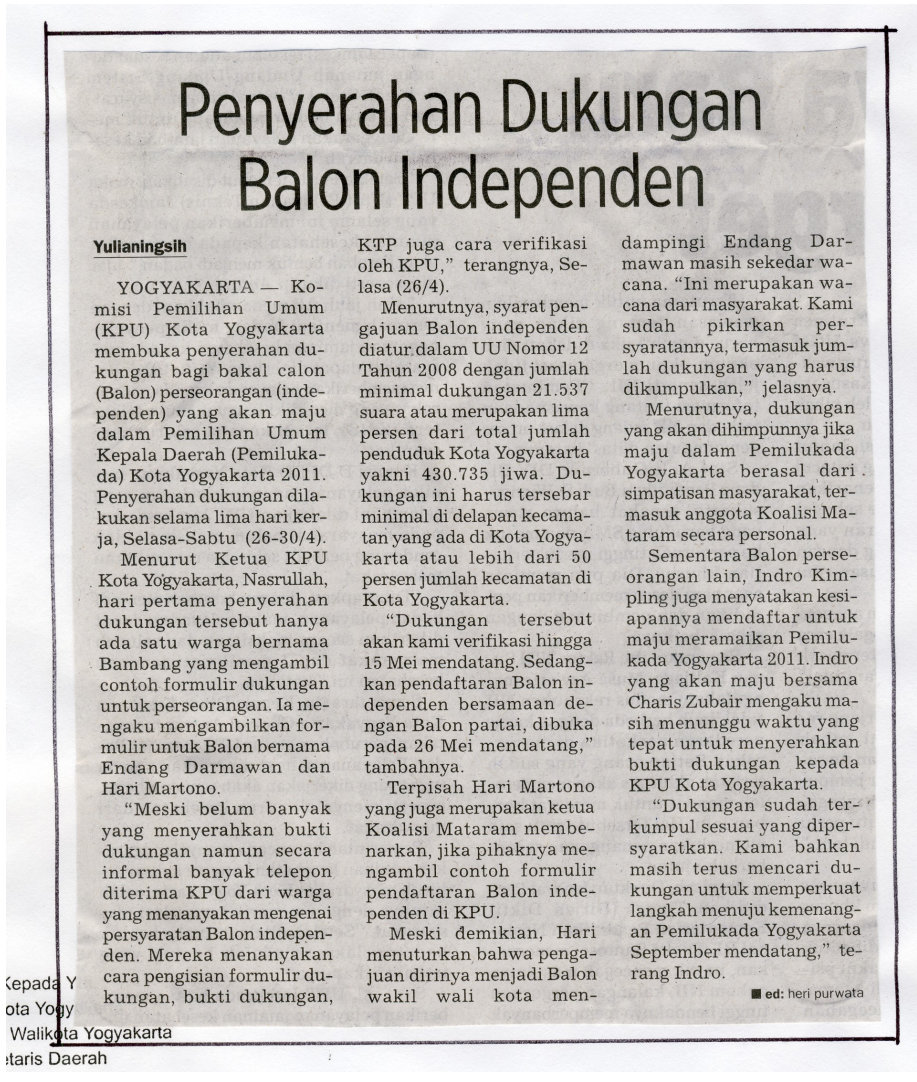 Penyerahan Dukungan
Balon Independen
Yulianingsih
YOGYAKARTA — Ko-
misi Pemilihan Umum
(KPU) Kota Yogyakarta
membuka penyerahan du-
kungan bagi bakal calon
(Balon) perseorangan (inde-
penden) yang akan maju
dalam Pemilihan Umum
Kepala Daerah (Pemiluka-
da) Kota Yogyakarta 2011.
Penyerahan dukungan dila-
kukan selama lima hari ker-
ja, Selasa-Sabtu (26-30/4).
Menurut Ketua KPU
Kota Yogyakarta, Nasrullah,
hari pertama penyerahan
dukungan tersebut hanya
ada satu warga bernama
Bambang yang mengambil
contoh formulir dukungan
untuk perseorangan. Ia me-
ngaku mengambilkan for-
mulir untuk Balon bernama
Endang Darmawan dan
Hari Martono.
“Meski belum banyak
yang menyerahkan bukti
dukungan namun secara
informal banyak telepon
diterima KPU dari warga
yang menanyakan mengenai
persyaratan Balon indepen-
den. Mereka menanyakan
cara pengisian formulir du-
kungan, bukti dukungan,
KTP juga cara verifikasi
oleh KPU,” terangnya, Se-
lasa (26/4).
Menurutnya, syarat pen-
gajuan Balon independen
diatur dalam UU Nomor 12
Tahun 2008 dengan jumlah
minimal dukungan 21.537
suara atau merupakan lima
persen dari total jumlah
penduduk Kota Yogyakarta
yakni 430.735 jiwa. Du-
kungan ini harus tersebar
minimal di delapan kecama-
tan yang ada di Kota Yogya-
karta atau lebih dari 50
persen jumlah kecamatan di
Kota Yogyakarta.
“Dukungan tersebut
akan kami verifikasi hingga
15 Mei mendatang. Sedang-
kan pendaftaran Balon in-
dependen bersamaan de-
ngan Balon partai, dibuka
pada 26 Mei mendatang,”
tambahnya.
Terpisah Hari Martono
yang juga merupakan ketua
Koalisi Mataram membe-
narkan, jika pihaknya me-
ngambil contoh formulir
pendaftaran Balon inde-
penden di KPU.
Meski demikian, Hari
menuturkan bahwa penga-
juan dirinya menjadi Balon
wakil wali kota men-
dampingi Endang Dar-
mawan masih sekedar wa-
cana. “Ini merupakan wa-
cana dari masyarakat. Kami
sudah pikirkan per-
syaratannya, termasuk jum-
lah dukungan yang harus
dikumpulkan,” jelasnya.
Menurutnya, dukungan
yang akan dihimpunnya jika
maju dalam Pemilukada
Yogyakarta berasal dari
simpatisan masyarakat, ter-
masuk anggota Koalisi Ma-
taram secara personal.
Sementara Balon perse-
orangan lain, Indro Kim-
pling juga menyatakan kesi-
apannya mendaftar untuk
maju meramaikan Pemilu-
kada Yogyakarta 2011. Indro
yang akan maju bersama
Charis Zubair mengaku ma-
sih menunggu waktu yang
tepat untuk menyerahkan
bukti dukungan kepada
KPU Kota Yogyakarta.
“Dukungan sudah ter-
kumpul sesuai yang diper-
syaratkan. Kami bahkan
masih terus mencari du-
kungan untuk memperkuat
langkah menuju kemenang-
an Pemilukada Yogyakarta
September mendatang,” te-
rang Indro.
■ ed: heri purwata
Kepada Y
ota Yogy
Walikota Yogyakarta
etaris Daerah